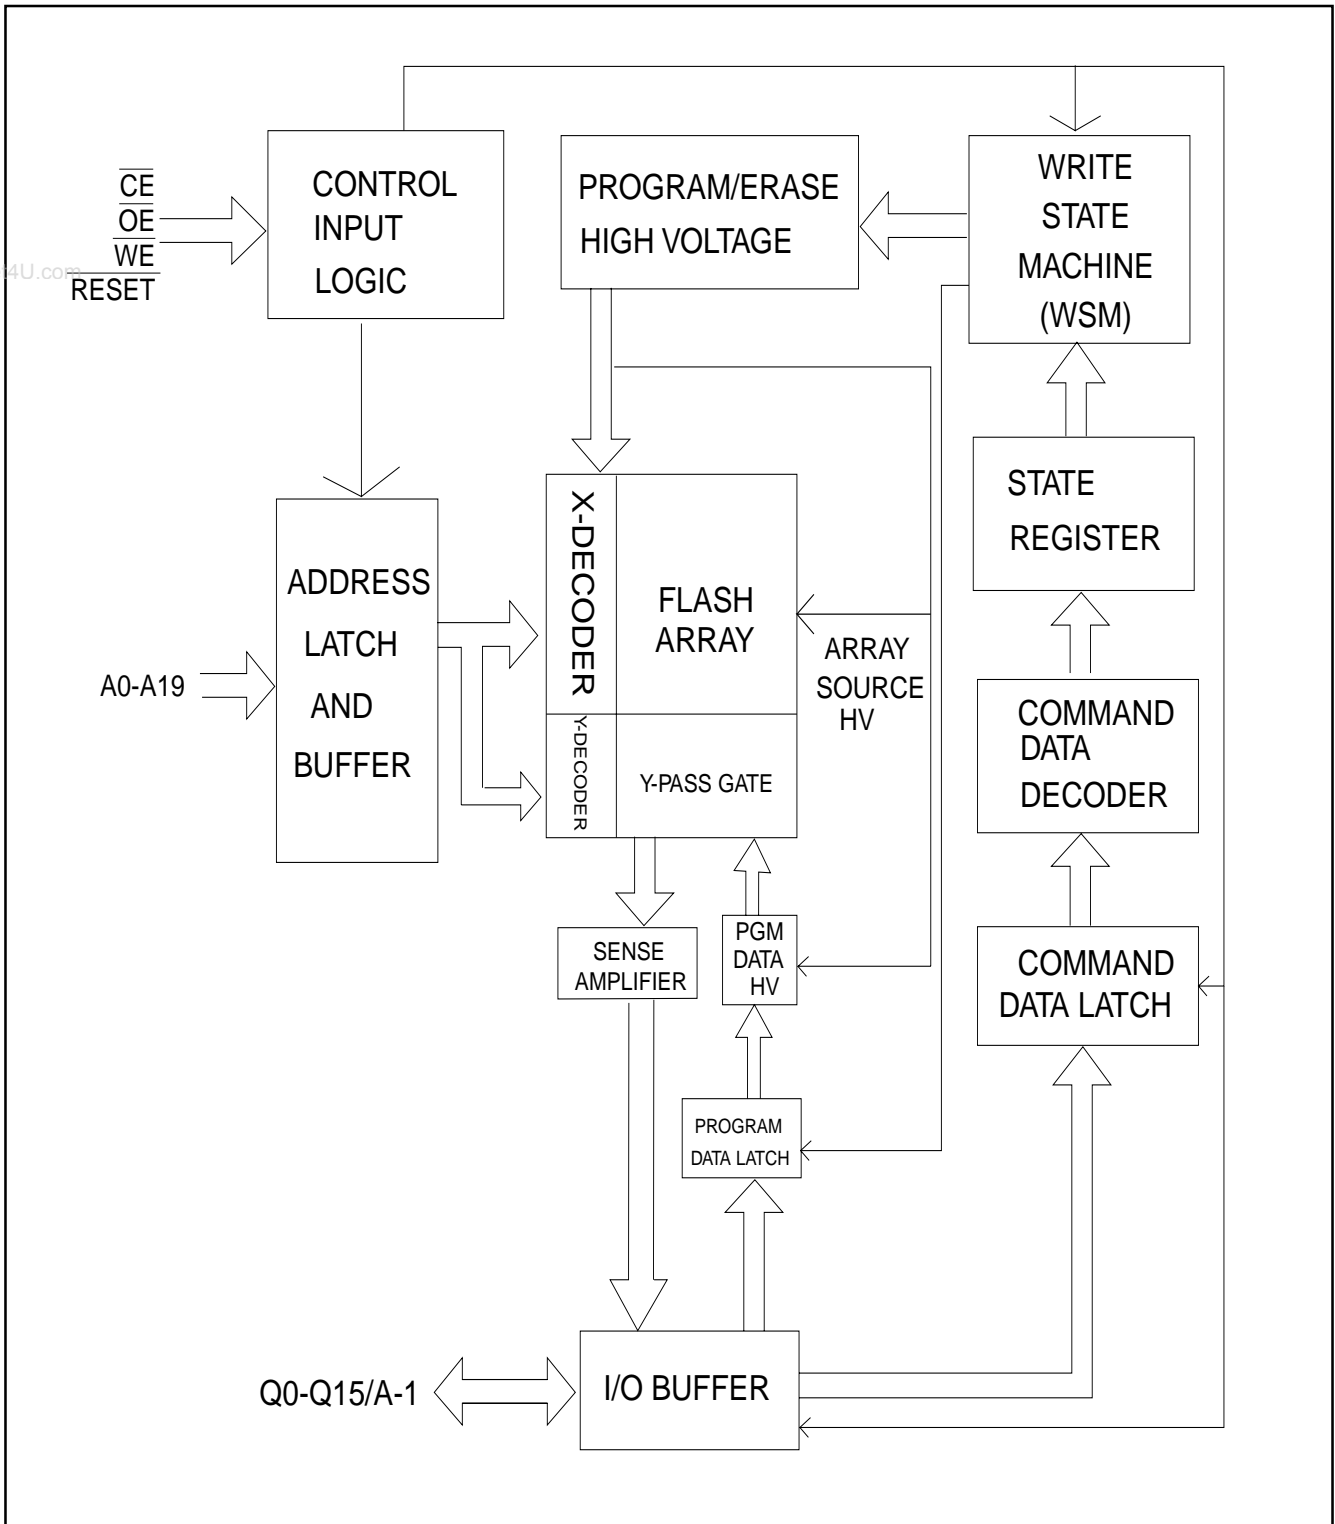 CE
OE
WE
RESET
4U.com
CONTROL
INPUT
LOGIC
PROGRAM/ERASE
HIGH VOLTAGE
WRITE
STATE
MACHINE
(WSM)
STATE
REGISTER
ADDRESS
LATCH
AND
BUFFER
A0-A19
X-DECODER
FLASH
ARRAY
ARRAY
SOURCE
HV
Y-DECODER
Y-PASS GATE
COMMAND
DATA
DECODER
SENSE
AMPLIFIER
PGM
DATA
HV
COMMAND
DATA LATCH
PROGRAM
DATA LATCH
Q0-Q15/A-1
I/O BUFFER